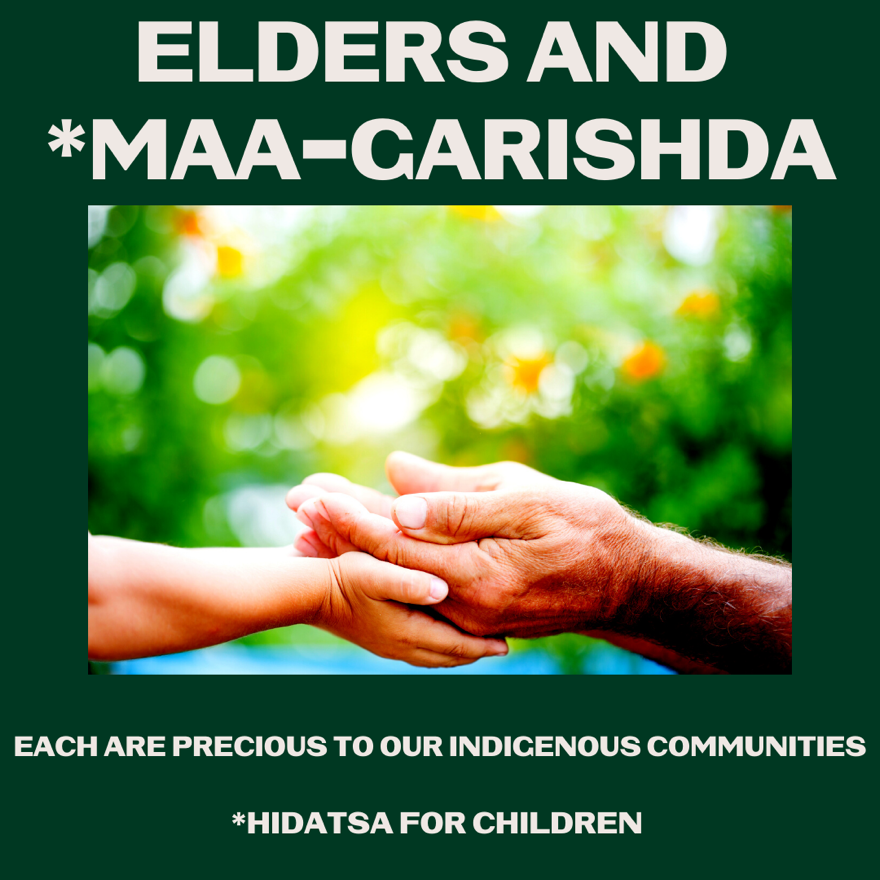 ELDERS AND
*MAA-GARISHDA
EACH ARE PRECIOUS TO OUR INDIGENOUS COMMUNITIES
*HIDATSA FOR CHILDREN